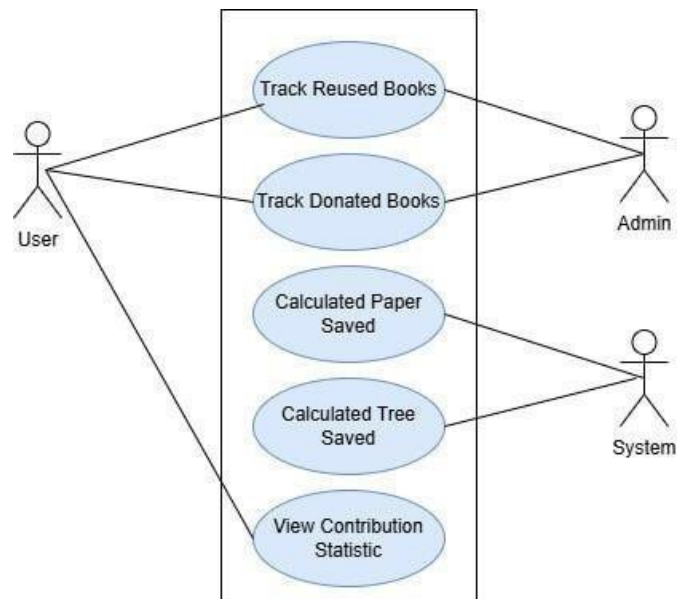 Track Reused Books
User
Track Donated Books
Admin
Calculated Paper
Saved
Calculated Tree
Saved
System
View Contribution
Statistic